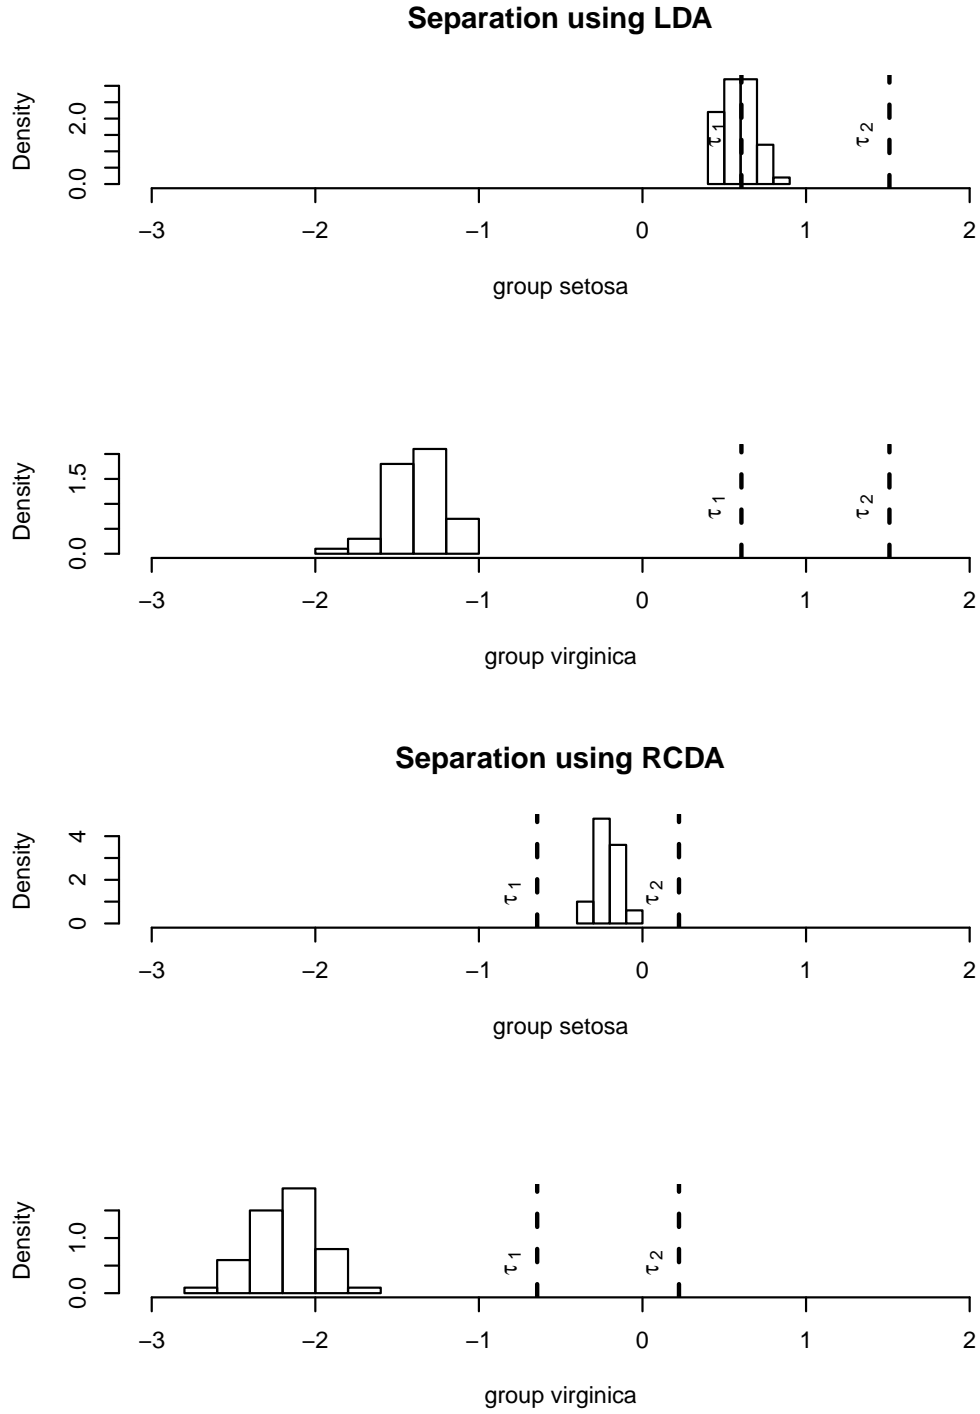 Separation using LDA
Density
0.0 2.0
τ1 τ2
−3 −2 −1 0 1 2
group setosa
Density
0.0 1.5
τ1 τ2
−3 −2 −1 0 1 2
group virginica
Separation using RCDA
Density
0 2 4
τ1 τ2
−3 −2 −1 0 1 2
group setosa
Density
0.0 1.0
τ1 τ2
−3 −2 −1 0 1 2
group virginica